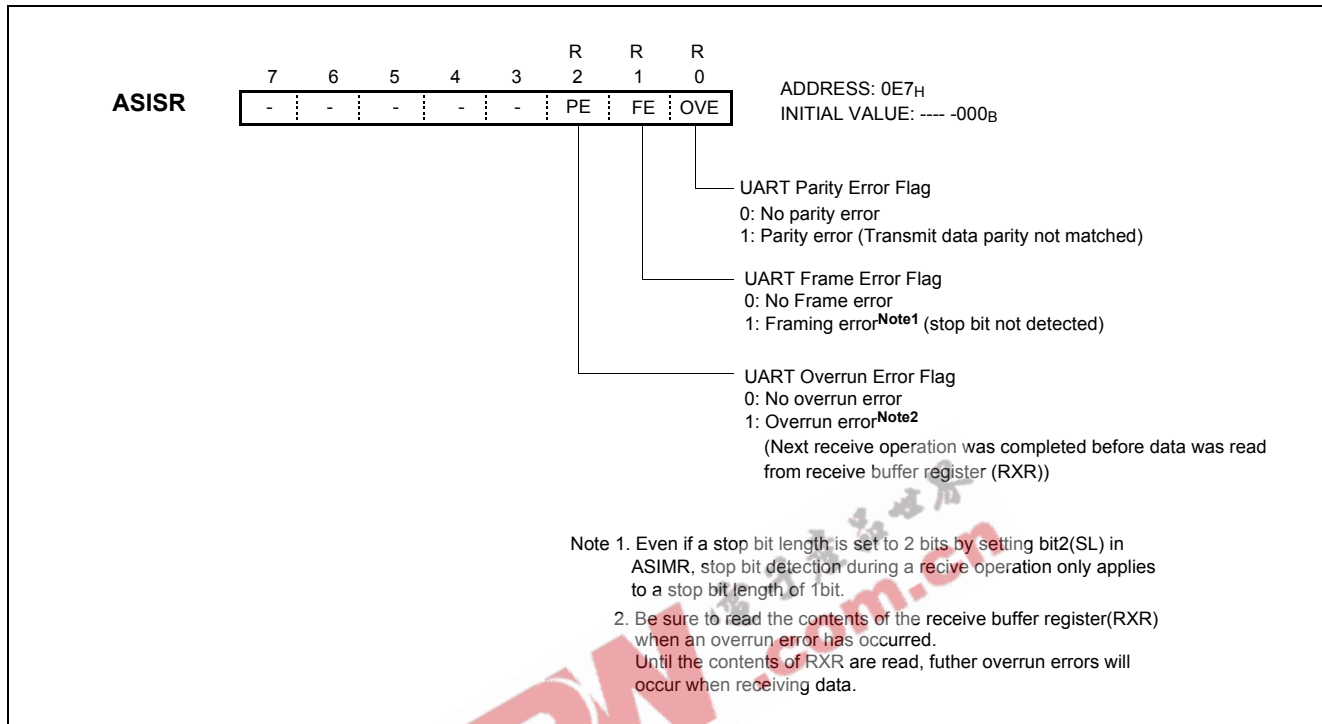 R R R
7 6 5 4 3 2 1 0
ASISR - - - - - PE FE OVE
ADDRESS: 0E7H
INITIAL VALUE: ---- -000B
UART Parity Error Flag
0: No parity error
1: Parity error (Transmit data parity not matched)
UART Frame Error Flag
0: No Frame error
1: Framing errorNote1 (stop bit not detected)
UART Overrun Error Flag
0: No overrun error
1: Overrun errorNote2
(Next receive operation was completed before data was read
from receive buffer register (RXR))
Note 1. Even if a stop bit length is set to 2 bits by setting bit2(SL) in
ASIMR, stop bit detection during a recive operation only applies
to a stop bit length of 1bit.
2. Be sure to read the contents of the receive buffer register(RXR)
when an overrun error has occurred.
Until the contents of RXR are read, futher overrun errors will
occur when receiving data.
.com.cn